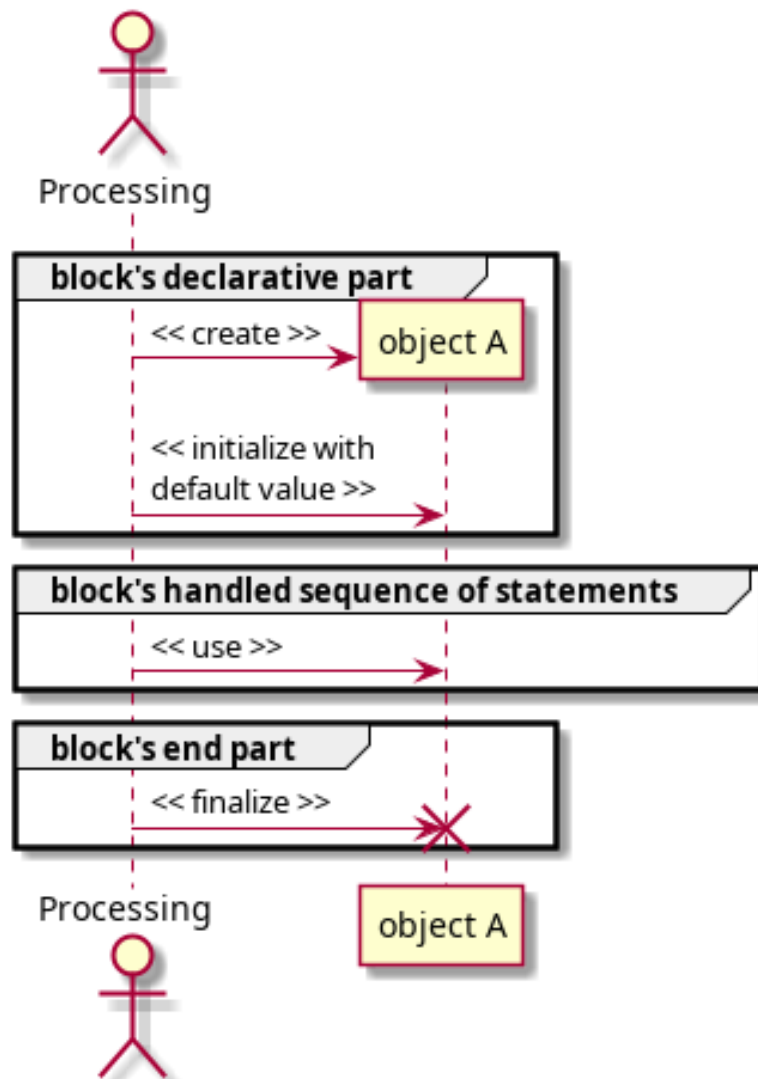 Processing
block's declarative part
<< create >>
object A
<< initialize with
default value >>
block's handled sequence of statements
<< use >>
block's end part
<< finalize >>
Processing
object A